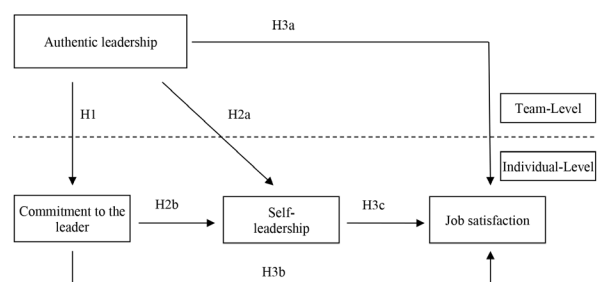 H3a
Authentic leadership
Team-Level
H1
H2a
Individual-Level
Commitment to the
leader
H2b
Self-
leadership
H3c
Job satisfaction
H3b